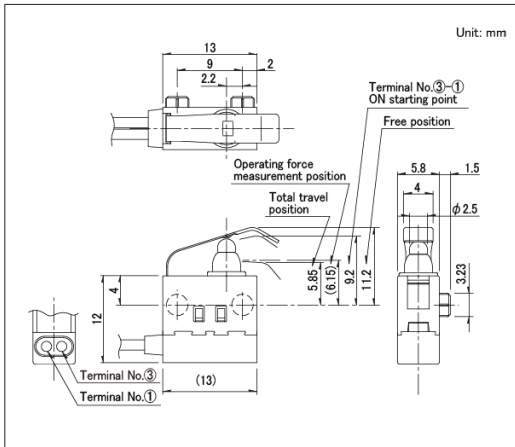 Unit: mm
13
9
2
2.2
Terminal No.③-①
ON starting point
Free position
5.8
1.5
4
φ2.5
Operating force
measurement position
Total travel
position
5.85
(6.15)
9.2
11.2
3.23
4
12
(13)
Terminal No.③
Terminal No.①